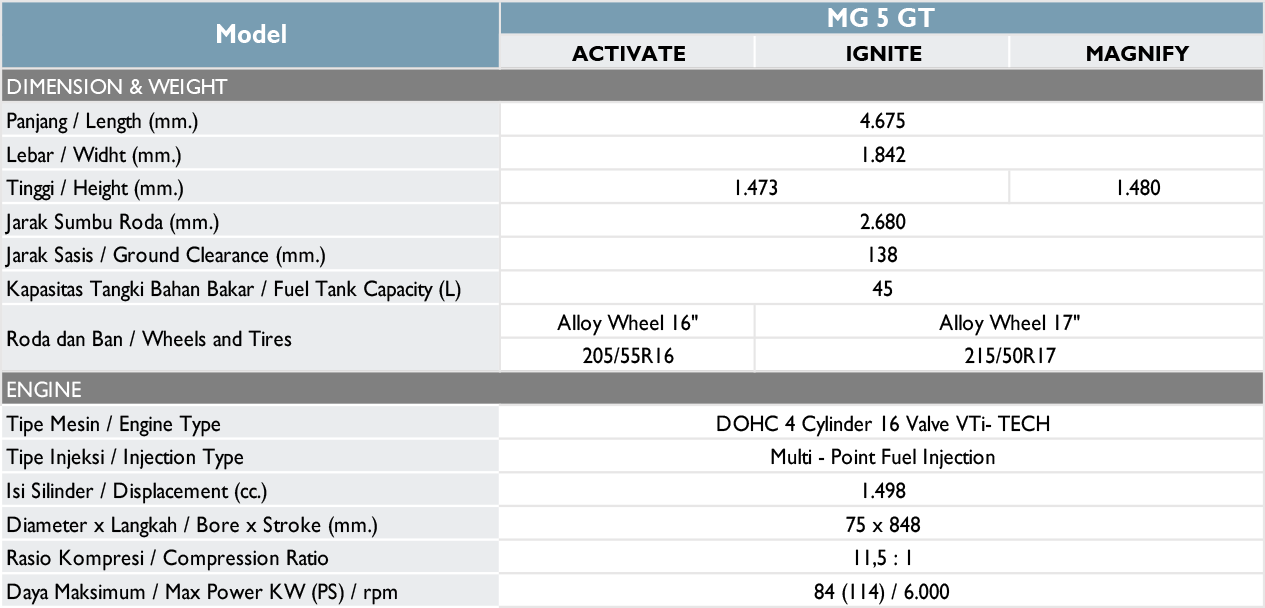 Model
MG 5 GT
ACTIVATE IGNITE MAGNIFY
DIMENSION & WEIGHT
Panjang / Length (mm.) 4.675
Lebar / Widht (mm.) 1.842
Tinggi / Height (mm.) 1.473 1.480
Jarak Sumbu Roda (mm.) 2.680
Jarak Sasis / Ground Clearance (mm.) 138
Kapasitas Tangki Bahan Bakar / Fuel Tank Capacity (L) 45
Roda dan Ban / Wheels and Tires
Alloy Wheel 16" Alloy Wheel 17"
205/55R16 215/50R17
ENGINE
Tipe Mesin / Engine Type DOHC 4 Cylinder 16 Valve VTi- TECH
Tipe Injeksi / Injection Type Multi - Point Fuel Injection
Isi Silinder / Displacement (cc.) 1.498
Diameter x Langkah / Bore x Stroke (mm.) 75 x 848
Rasio Kompresi / Compression Ratio 11,5 : 1
Daya Maksimum / Max Power KW (PS) / rpm 84 (114) / 6.000